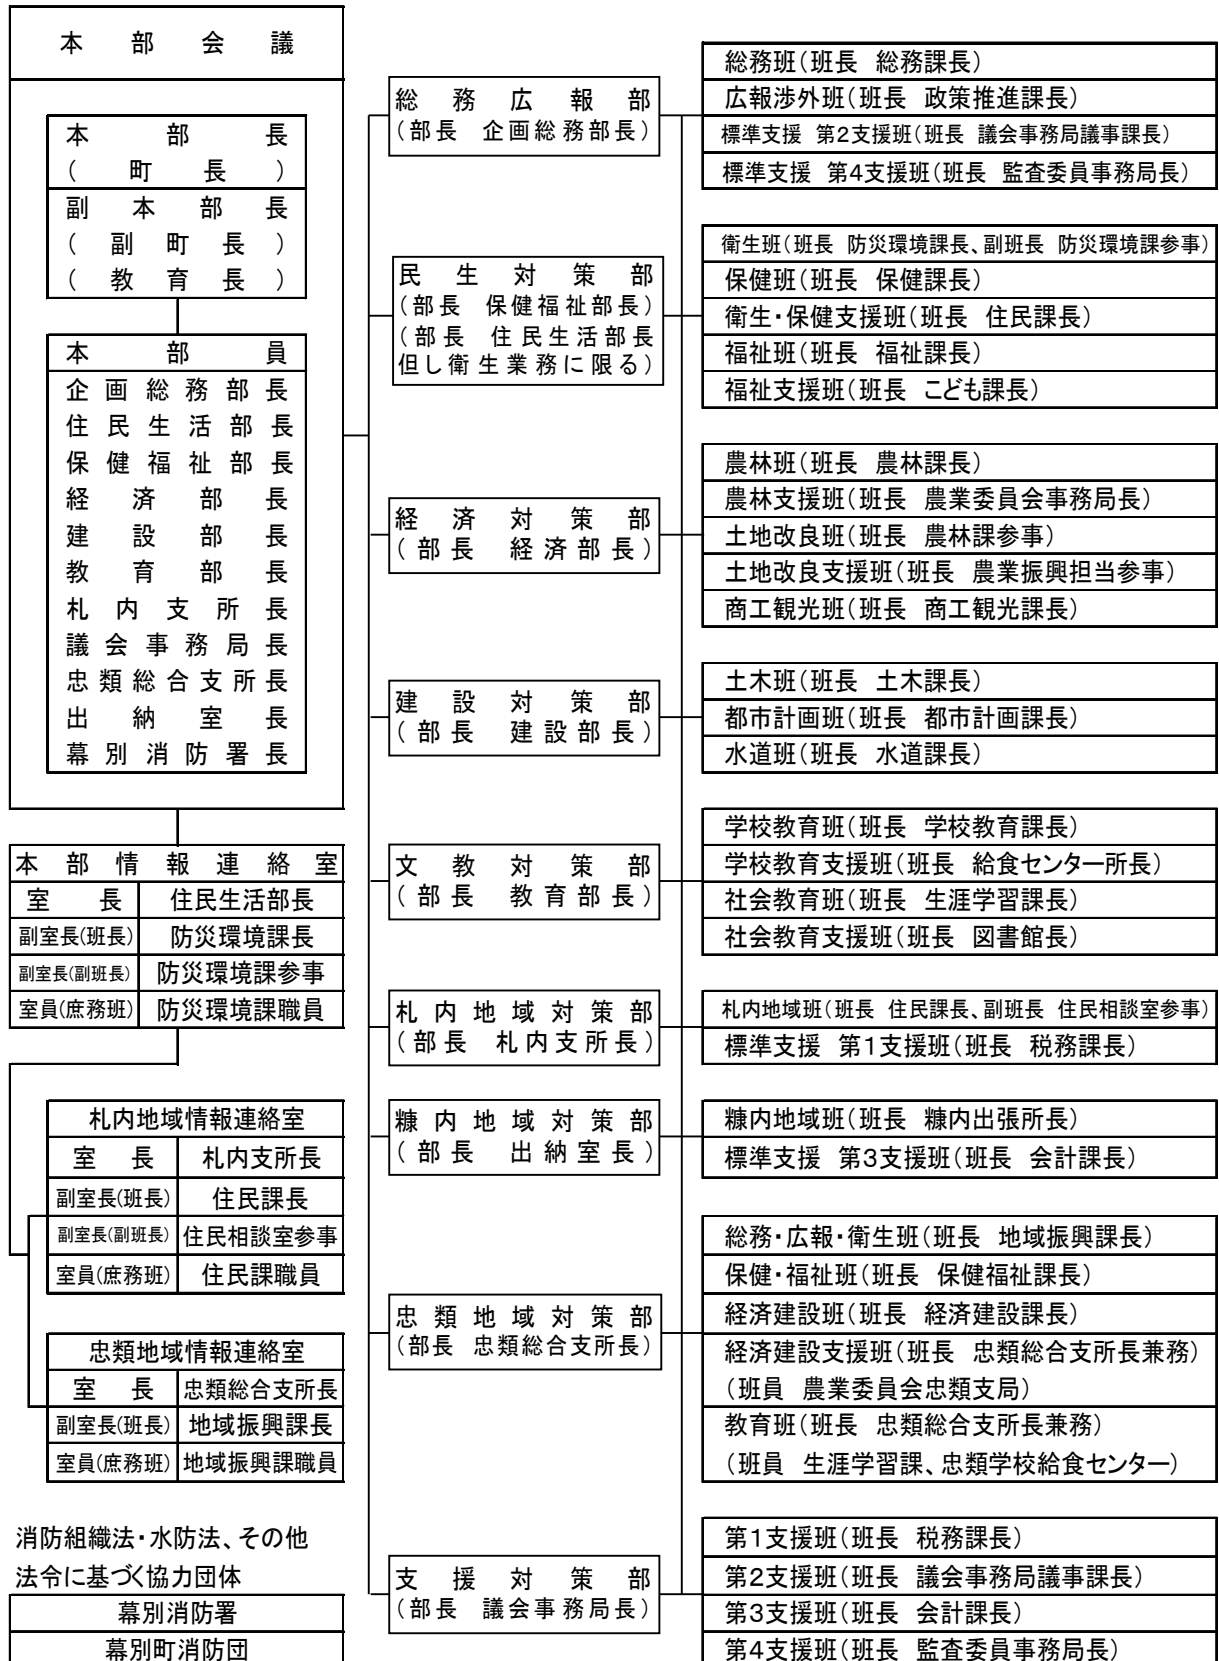 本部会議
本部長
(町長)
副本部長
(副町長)
(教育長)
本部員
企画総務部長
住民生活部長
保健福祉部長
経済部長
建設部長
教育部長
札内支所長
議会事務局長
忠類総合支所長
出納室長
幕別消防署長
本部情報連絡室
室長 住民生活部長
副室長(班長) 防災環境課長
副室長(副班長) 防災環境課参事
室員(庶務班) 防災環境課職員
札内地域情報連絡室
室長 札内支所長
副室長(班長) 住民課長
副室長(副班長) 住民相談室参事
室員(庶務班) 住民課職員
忠類地域情報連絡室
室長 忠類総合支所長
副室長(班長) 地域振興課長
室員(庶務班) 地域振興課職員
消防組織法・水防法、その他
法令に基づく協力団体
幕別消防署
幕別町消防団
総務広報部
(部長 企画総務部長)
総務班(班長 総務課長)
広報渉外班(班長 政策推進課長)
標準支援 第2支援班(班長 議会事務局議事課長)
標準支援 第4支援班(班長 監査委員事務局長)
民生対策部
(部長 保健福祉部長)
(部長 住民生活部長
但し衛生業務に限る)
衛生班(班長 防災環境課長、副班長 防災環境課参事)
保健班(班長 保健課長)
衛生・保健支援班(班長 住民課長)
福祉班(班長 福祉課長)
福祉支援班(班長 こども課長)
経済対策部
(部長 経済部長)
農林班(班長 農林課長)
農林支援班(班長 農業委員会事務局長)
土地改良班(班長 農林課参事)
土地改良支援班(班長 農業振興担当参事)
商工観光班(班長 商工観光課長)
建設対策部
(部長 建設部長)
土木班(班長 土木課長)
都市計画班(班長 都市計画課長)
水道班(班長 水道課長)
文教対策部
(部長 教育部長)
学校教育班(班長 学校教育課長)
学校教育支援班(班長 給食センター所長)
社会教育班(班長 生涯学習課長)
社会教育支援班(班長 図書館長)
札内地域対策部
(部長 札内支所長)
札内地域班(班長 住民課長、副班長 住民相談室参事)
標準支援 第1支援班(班長 税務課長)
糠内地域対策部
(部長 出納室長)
糠内地域班(班長 糠内出張所長)
標準支援 第3支援班(班長 会計課長)
忠類地域対策部
(部長 忠類総合支所長)
総務・広報・衛生班(班長 地域振興課長)
保健・福祉班(班長 保健福祉課長)
経済建設班(班長 経済建設課長)
経済建設支援班(班長 忠類総合支所長兼務)
(班員 農業委員会忠類支局)
教育班(班長 忠類総合支所長兼務)
(班員 生涯学習課、忠類学校給食センター)
支援対策部
(部長 議会事務局長)
第1支援班(班長 税務課長)
第2支援班(班長 議会事務局議事課長)
第3支援班(班長 会計課長)
第4支援班(班長 監査委員事務局長)